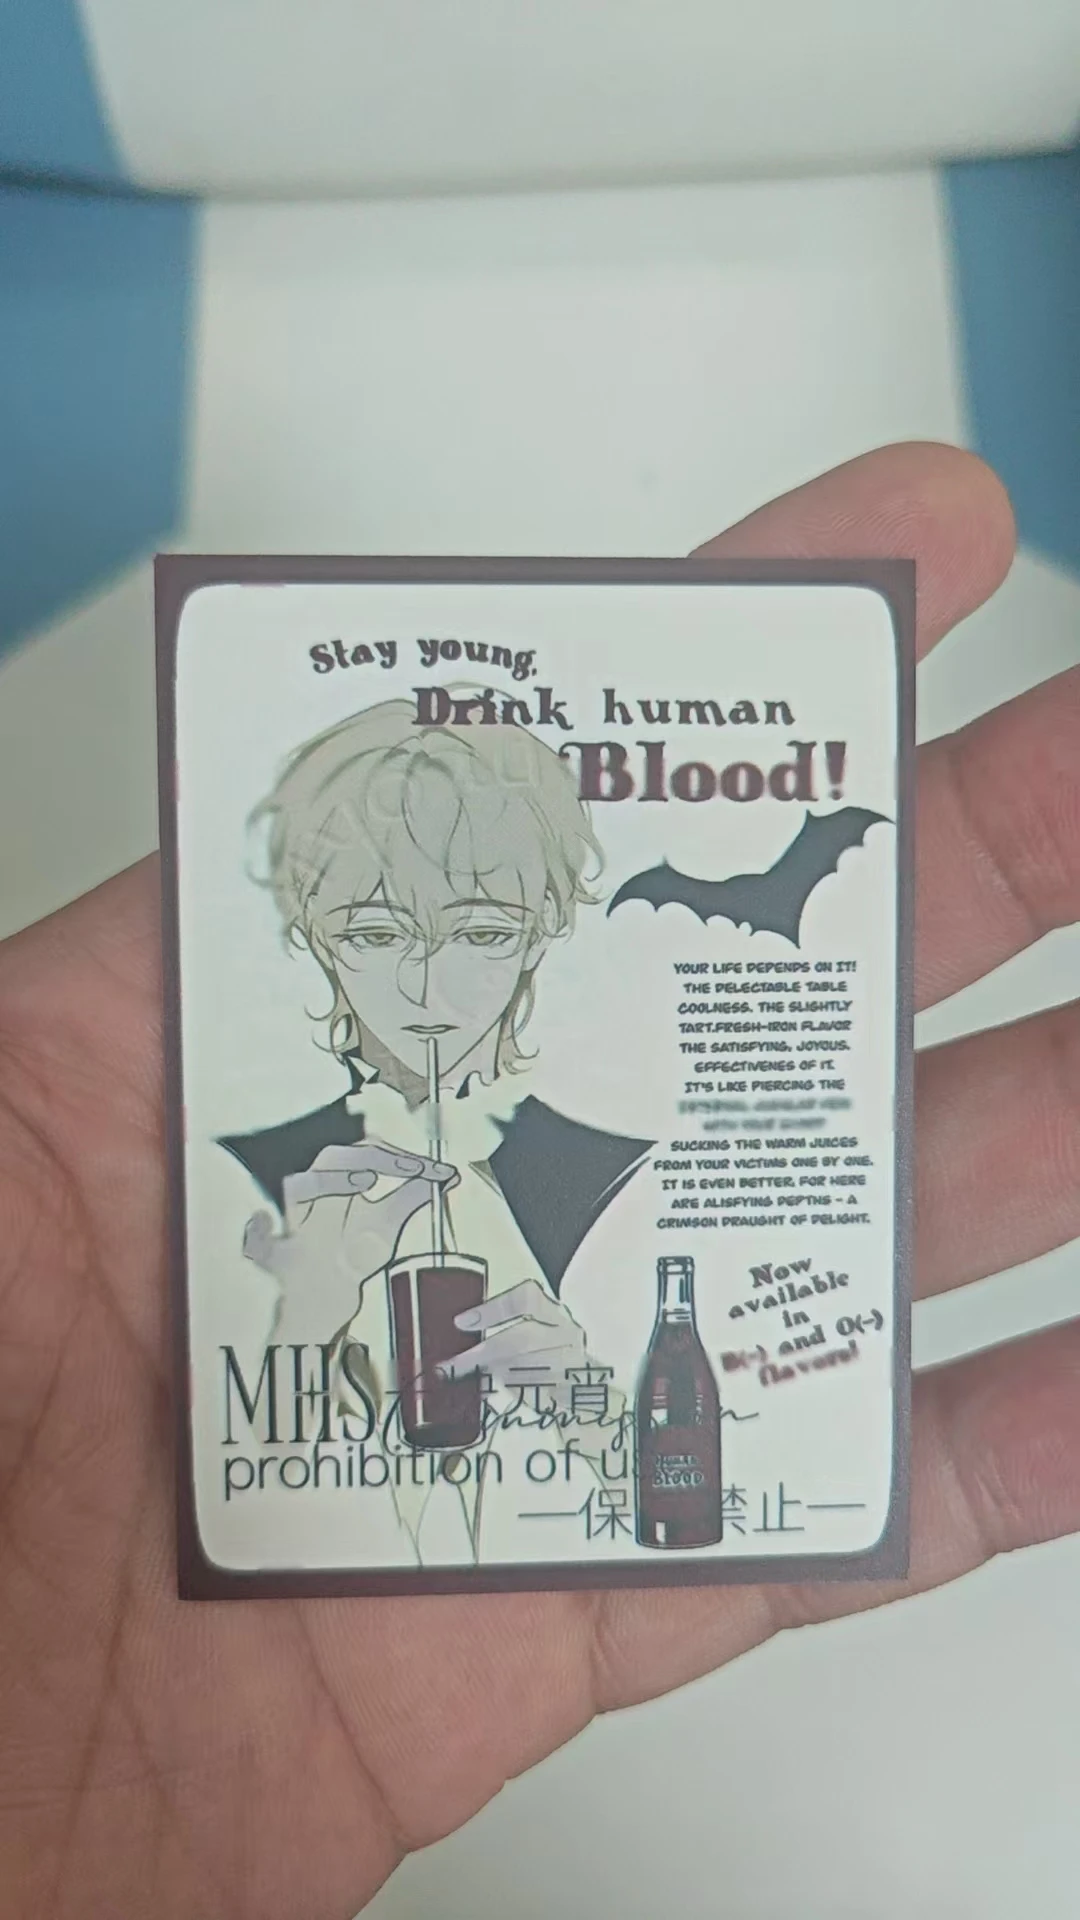 Stay young,
Drink human
Blood!
YOUR LIFE DEPENDS ON IT!
THE DELECTABLE TABLE
COOLNESS. THE SLIGHTLY
TART.FRESH-IRON FLAVOR
THE SATISFYING, JOYOUS.
EFFECTIVENES OF IT.
IT'S LIKE PIERCING THE
SUCKING THE WARM JUICES
FROM YOUR VICTIMS ONE BY ONE.
IT IS EVEN BETTER, FOR HERE
ARE ALISFYING DEPTHS - A
CRIMSON DRAUGHT OF DELIGHT.
Now
available
in
B(-) and O(-)
flavors!
MHS
元宵
prohibition of
HUMAN
BLOOD
一保 禁止一